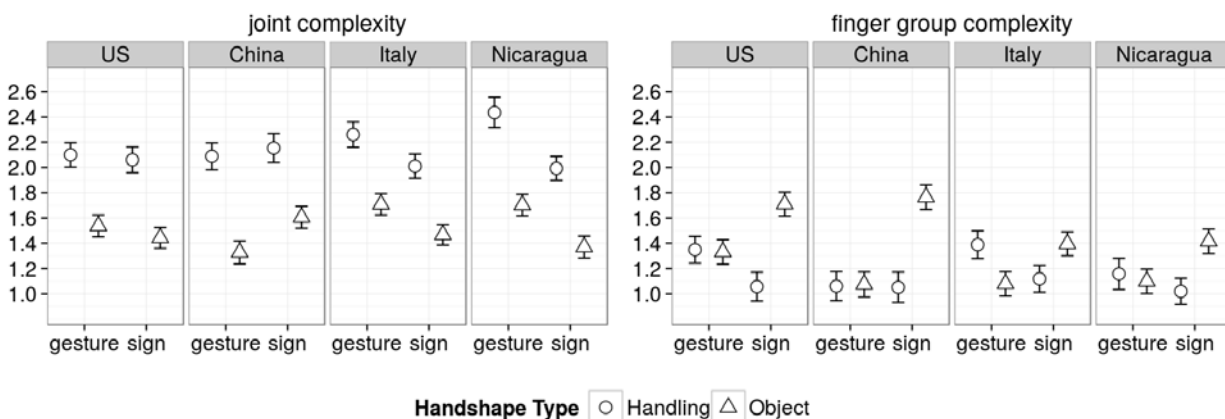 joint complexity finger group complexity
US China Italy Nicaragua US China Italy Nicaragua
2.6 2.6
2.4 2.4
2.2 2.2
2.0 2.0
1.8 1.8
1.6 1.6
1.4 1.4
1.2 1.2
1.0 1.0
gesture sign gesture sign gesture sign gesture sign gesture sign gesture sign gesture sign gesture sign
Handshape Type Handling Object